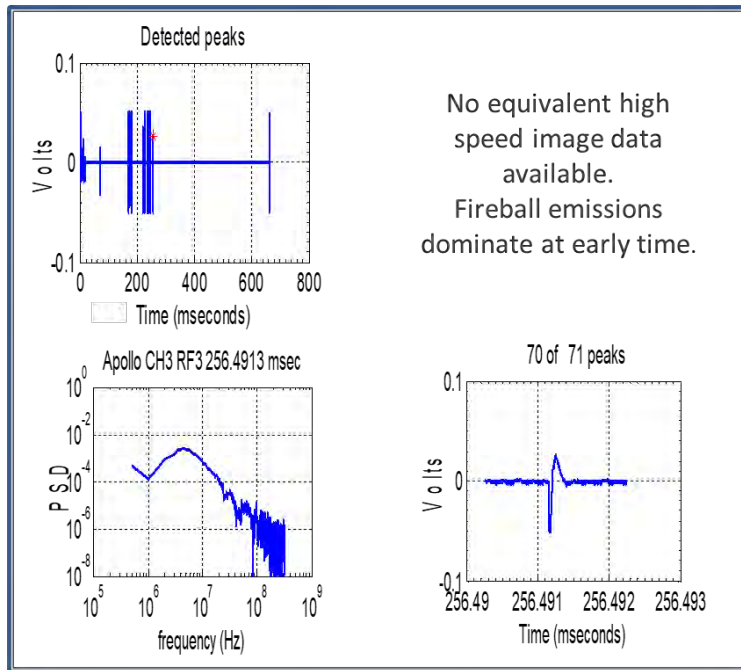 Detected peaks
0.1
0
-0.1
V o l t s
0 200 400 600 800
Time (mseconds)
No equivalent high
speed image data
available.
Fireball emissions
dominate at early time.
Apollo CH3 RF3 256.4913 msec
10^0
10^-2
10^-4
10^-6
10^-8
P S D
10^5 10^6 10^7 10^8 10^9
frequency (Hz)
70 of 71 peaks
0.1
0
-0.1
V o l t s
256.49 256.491 256.492 256.493
Time (mseconds)